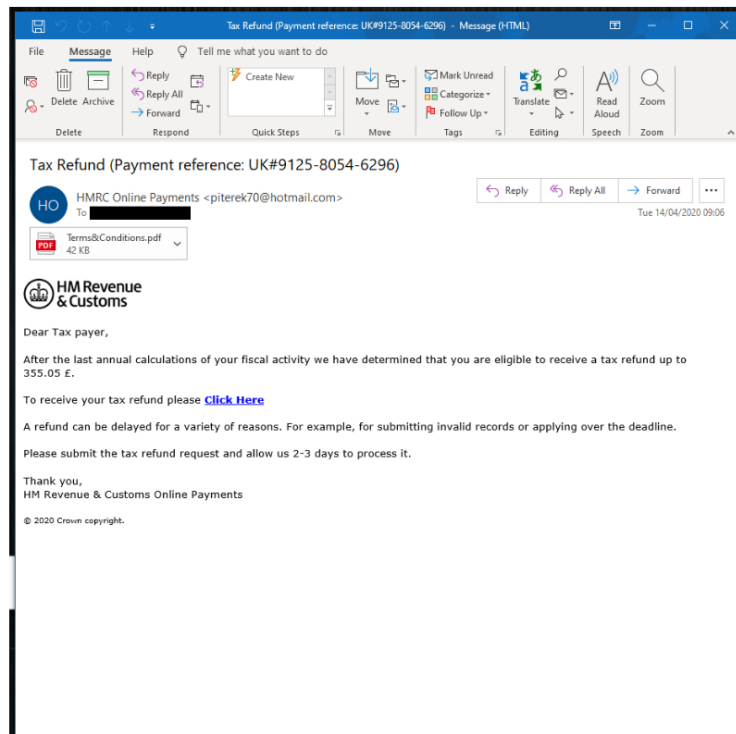 Tax Refund (Payment reference: UK#9125-8054-6296) - Message (HTML)
File Message Help Tell me what you want to do
Delete Archive
Reply
Reply All
Forward
Create New
Move
Mark Unread
Categorize
Follow Up
Translate
Read Aloud
Zoom
Delete Respond Quick Steps Move Tags Editing Speech Zoom
Tax Refund (Payment reference: UK#9125-8054-6296)
HO
HMRC Online Payments <piterek70@hotmail.com>
To
Reply Reply All Forward ...
Tue 14/04/2020 09:06
PDF
Terms&Conditions.pdf
42 KB
HM Revenue
& Customs
Dear Tax payer,
After the last annual calculations of your fiscal activity we have determined that you are eligible to receive a tax refund up to
355.05 £.
To receive your tax refund please Click Here
A refund can be delayed for a variety of reasons. For example, for submitting invalid records or applying over the deadline.
Please submit the tax refund request and allow us 2-3 days to process it.
Thank you,
HM Revenue & Customs Online Payments
© 2020 Crown copyright.